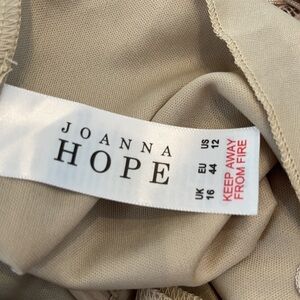 JOANNA
HOPE
UK EU US
16 44 12
KEEP AWAY
FROM FIRE